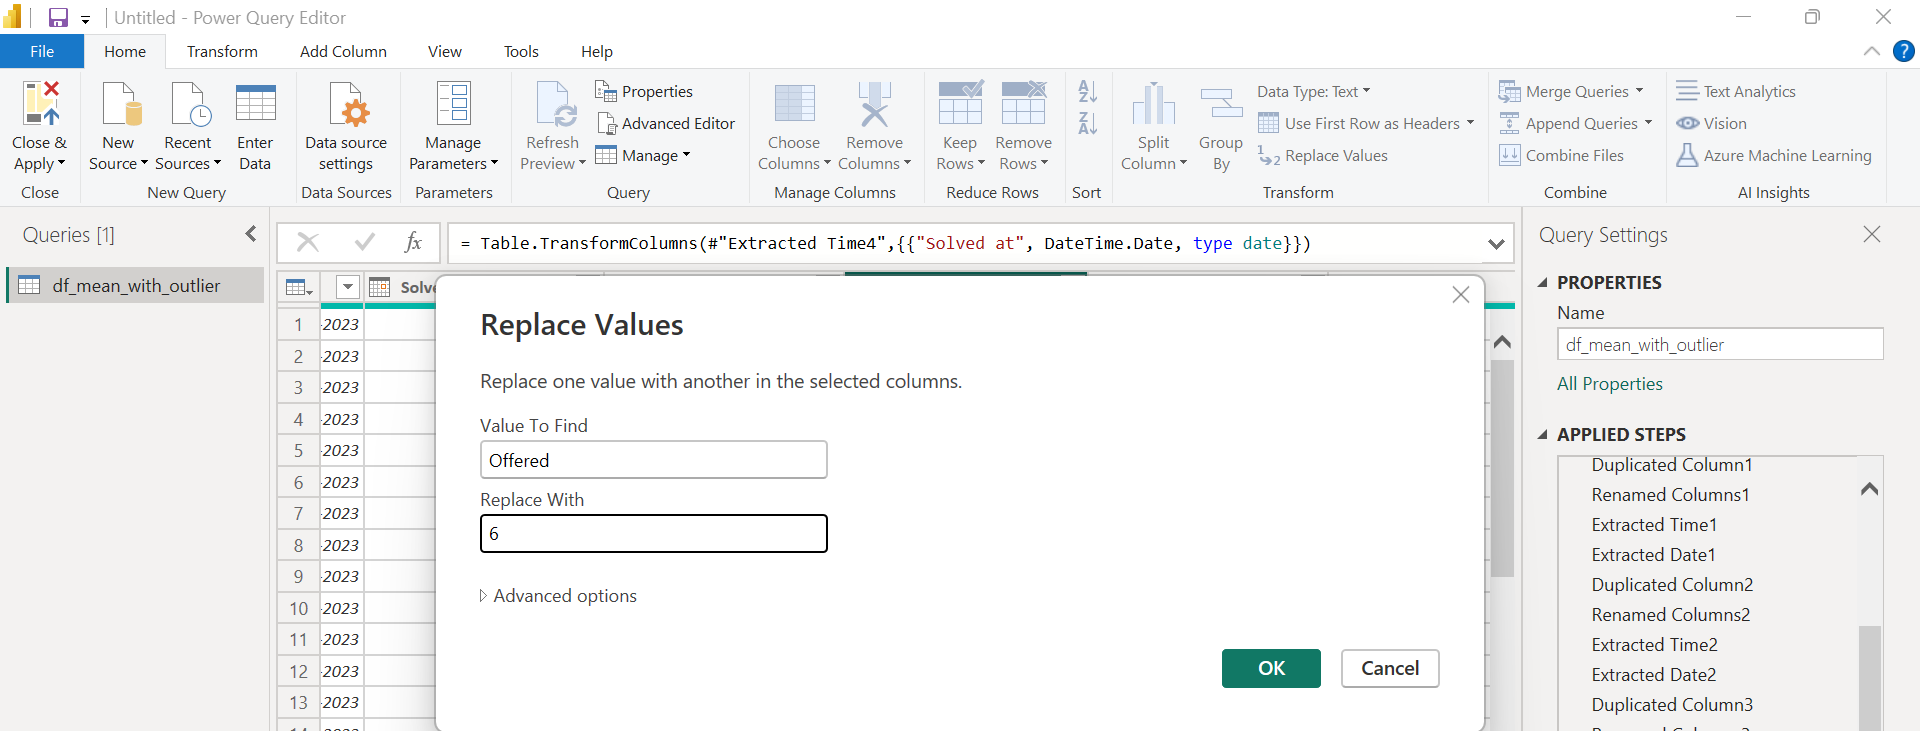 Untitled - Power Query Editor
File Home Transform Add Column View Tools Help
Close & Apply
New Source
Recent Sources
Enter Data
Data source settings
Manage Parameters
Refresh Preview
Properties
Advanced Editor
Manage
Choose Columns
Remove Columns
Keep Rows
Remove Rows
Split Column
Group By
Data Type: Text
Use First Row as Headers
Replace Values
Merge Queries
Append Queries
Combine Files
Text Analytics
Vision
Azure Machine Learning
Close New Query Data Sources Parameters Query Manage Columns Reduce Rows Sort Transform Combine AI Insights
Queries [1]
df_mean_with_outlier
fx
= Table.TransformColumns(#"Extracted Time4",{{"Solved at", DateTime.Date, type date}})
1 -2023
2 -2023
3 -2023
4 -2023
5 -2023
6 -2023
7 -2023
8 -2023
9 -2023
10 -2023
11 -2023
12 -2023
13 -2023
Replace Values
Replace one value with another in the selected columns.
Value To Find
Offered
Replace With
6
Advanced options
OK Cancel
Query Settings
PROPERTIES
Name
df_mean_with_outlier
All Properties
APPLIED STEPS
Duplicated Column1
Renamed Columns1
Extracted Time1
Extracted Date1
Duplicated Column2
Renamed Columns2
Extracted Time2
Extracted Date2
Duplicated Column3